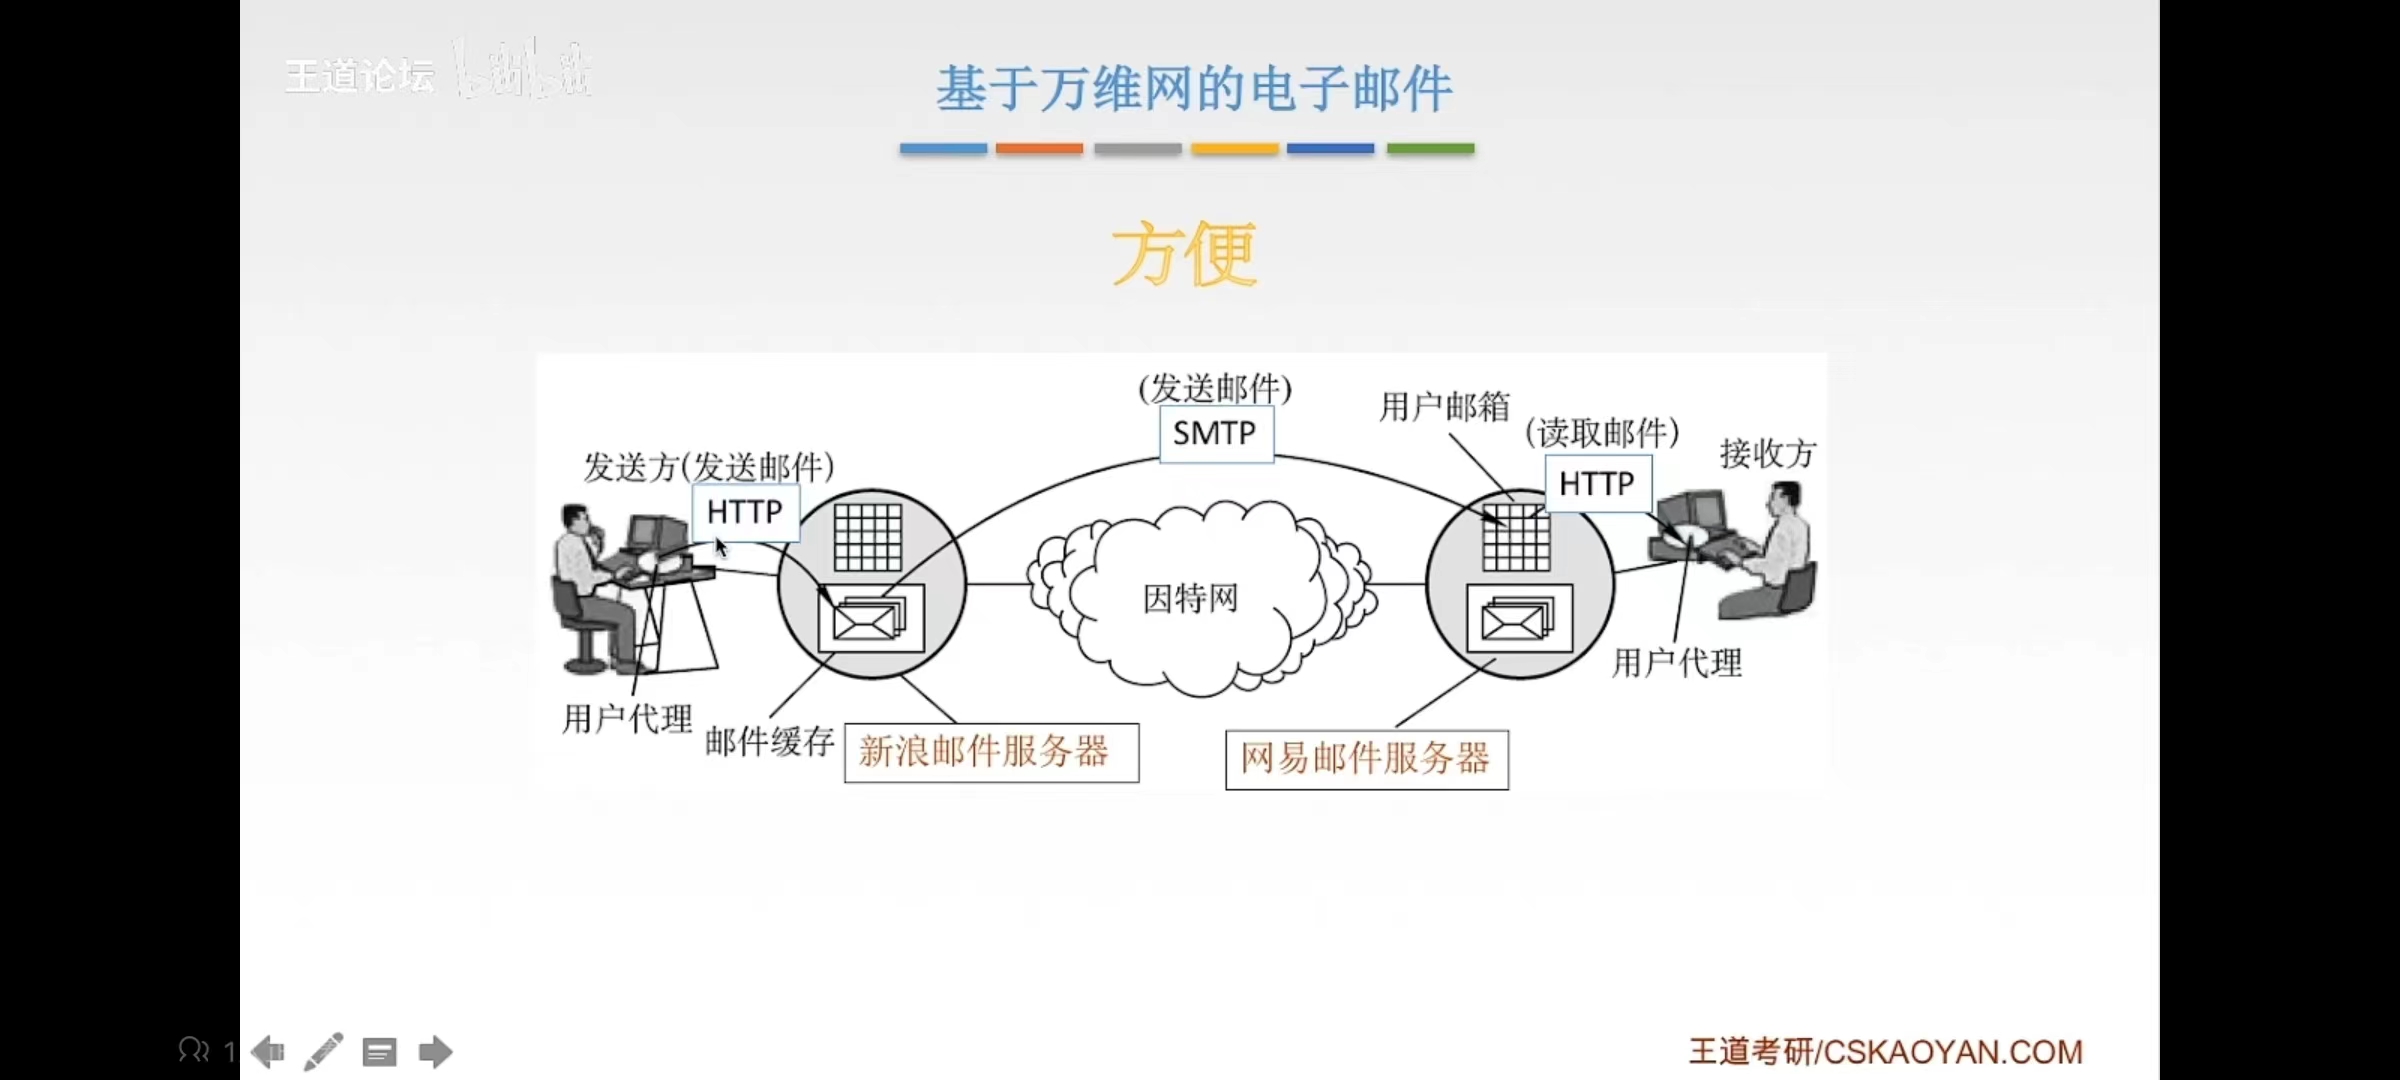 王道论坛 bilibili
基于万维网的电子邮件
方便
(发送邮件)
SMTP
用户邮箱
(读取邮件)
HTTP
接收方
发送方(发送邮件)
HTTP
因特网
用户代理
用户代理
邮件缓存
新浪邮件服务器
网易邮件服务器
1
王道考研/CSKAOYAN.COM